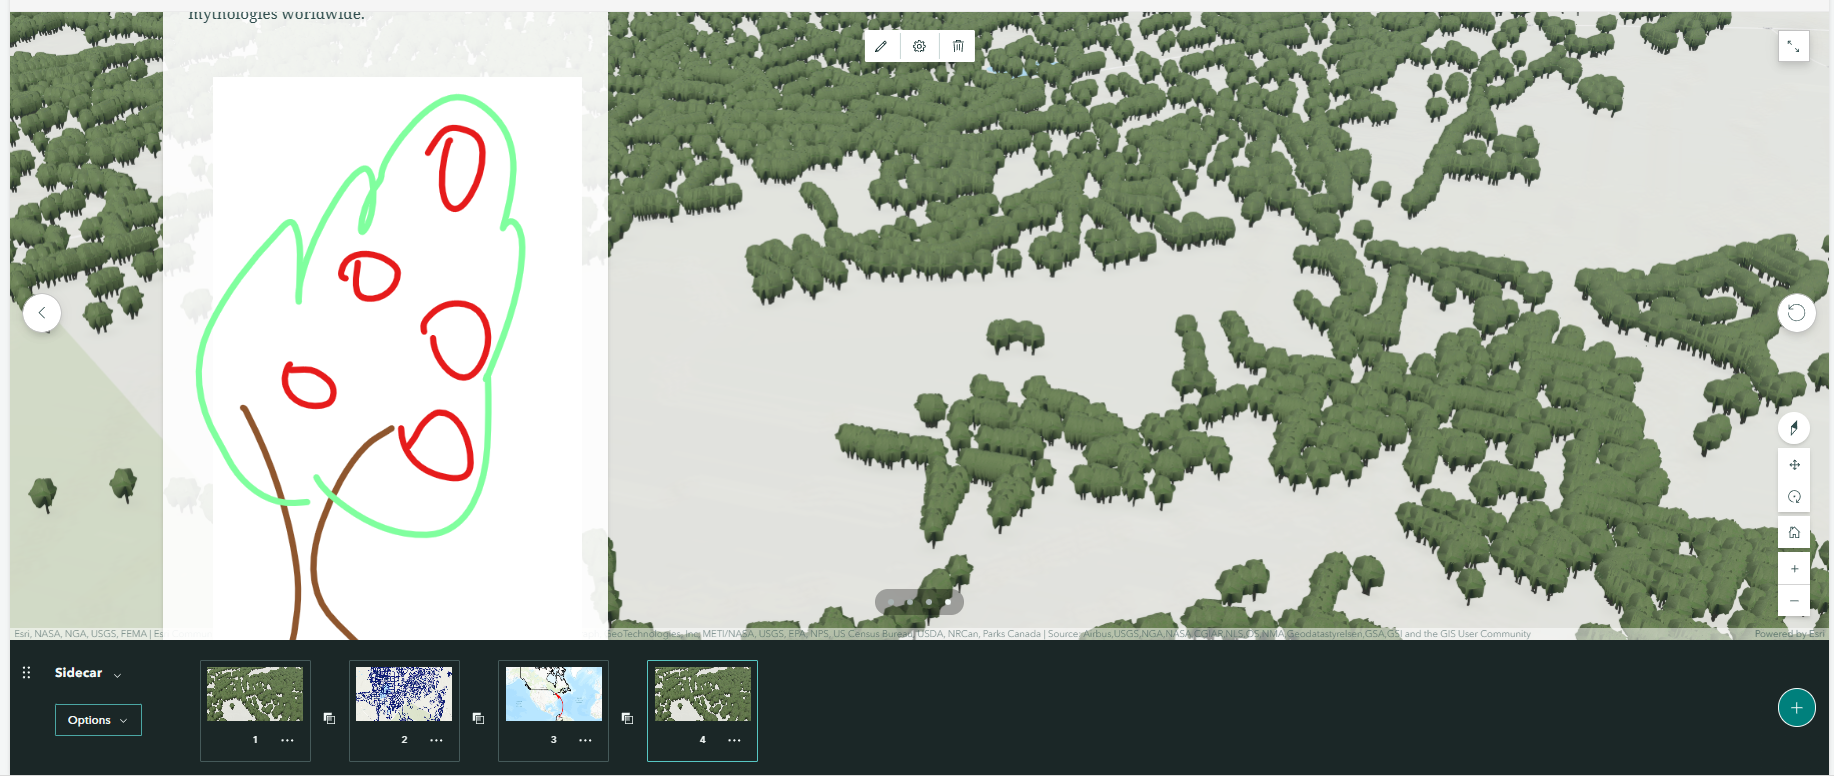 mythologies worldwide.
Esri, NASA, NGA, USGS, FEMA | Es
GeoTechnologies, Inc, METI/NASA, USGS, EPA, NPS, US Census Bureau, USDA, NRCan, Parks Canada | Source: Airbus,USGS,NGA,NASA,CGIAR,NLS,OS,NMA,Geodatastyrelsen,GSA,GSI and the GIS User Community
Powered by Esri
Sidecar
Options
1
2
3
4